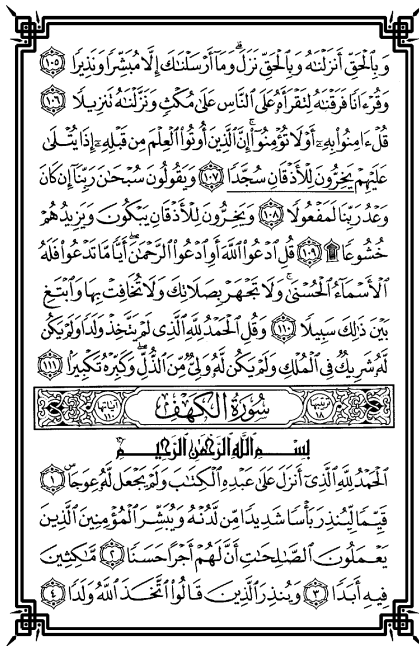 وَبِٱلْحَقِّ أَنزَلْنَٰهُ وَبِٱلْحَقِّ نَزَلَ ۗ وَمَآ أَرْسَلْنَٰكَ إِلَّا مُبَشِّرًا وَنَذِيرًا ١٠٥
وَقُرْءَانًا فَرَقْنَٰهُ لِتَقْرَأَهُۥ عَلَى ٱلنَّاسِ عَلَىٰ مُكْثٍ وَنَزَّلْنَٰهُ تَنزِيلًا ١٠٦
قُلْ ءَامِنُوا۟ بِهِۦٓ أَوْ لَا تُؤْمِنُوٓا۟ ۚ إِنَّ ٱلَّذِينَ أُوتُوا۟ ٱلْعِلْمَ مِن قَبْلِهِۦٓ إِذَا يُتْلَىٰ
عَلَيْهِمْ يَخِرُّونَ لِلْأَذْقَانِ سُجَّدًا ١٠٧ وَيَقُولُونَ سُبْحَٰنَ رَبِّنَآ إِن كَانَ
وَعْدُ رَبِّنَا لَمَفْعُولًا ١٠٨ وَيَخِرُّونَ لِلْأَذْقَانِ يَبْكُونَ وَيَزِيدُهُمْ
خُشُوعًا ۩ ١٠٩ قُلِ ٱدْعُوا۟ ٱللَّهَ أَوِ ٱدْعُوا۟ ٱلرَّحْمَٰنَ ۖ أَيًّا مَّا تَدْعُوا۟ فَلَهُ
ٱلْأَسْمَآءُ ٱلْحُسْنَىٰ ۚ وَلَا تَجْهَرْ بِصَلَاتِكَ وَلَا تُخَافِتْ بِهَا وَٱبْتَغِ
بَيْنَ ذَٰلِكَ سَبِيلًا ١١٠ وَقُلِ ٱلْحَمْدُ لِلَّهِ ٱلَّذِى لَمْ يَتَّخِذْ وَلَدًا وَلَمْ يَكُن
لَّهُۥ شَرِيكٌ فِى ٱلْمُلْكِ وَلَمْ يَكُن لَّهُۥ وَلِىٌّ مِّنَ ٱلذُّلِّ ۖ وَكَبِّرْهُ تَكْبِيرًا ١١١
سُورَةُ الْكَهْفِ
بِسْمِ ٱللَّهِ ٱلرَّحْمَٰنِ ٱلرَّحِيمِ
ٱلْحَمْدُ لِلَّهِ ٱلَّذِىٓ أَنزَلَ عَلَىٰ عَبْدِهِ ٱلْكِتَٰبَ وَلَمْ يَجْعَل لَّهُۥ عِوَجَا ۜ ١
قَيِّمًا لِّيُنذِرَ بَأْسًا شَدِيدًا مِّن لَّدُنْهُ وَيُبَشِّرَ ٱلْمُؤْمِنِينَ ٱلَّذِينَ
يَعْمَلُونَ ٱلصَّٰلِحَٰتِ أَنَّ لَهُمْ أَجْرًا حَسَنًا ٢ مَّٰكِثِينَ
فِيهِ أَبَدًا ٣ وَيُنذِرَ ٱلَّذِينَ قَالُوا۟ ٱتَّخَذَ ٱللَّهُ وَلَدًا ٤